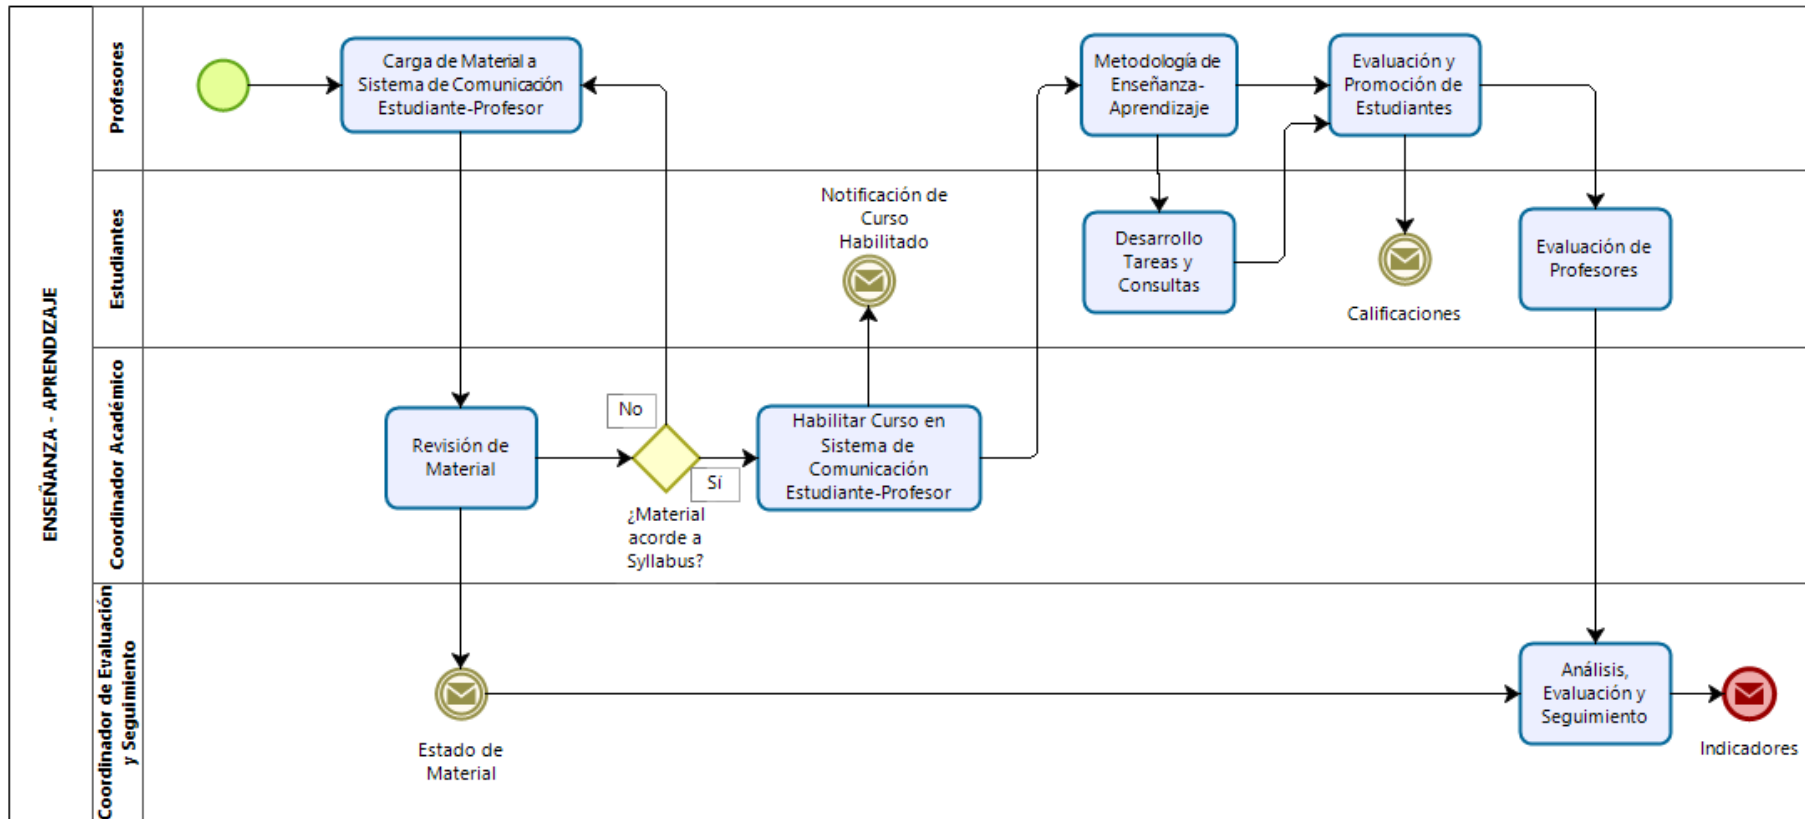 ENSEÑANZA - APRENDIZAJE
Profesores
Carga de Material a
Sistema de Comunicación
Estudiante-Profesor
Metodología de
Enseñanza-
Aprendizaje
Evaluación y
Promoción de
Estudiantes
Estudiantes
Notificación de
Curso
Habilitado
Desarrollo
Tareas y
Consultas
Calificaciones
Evaluación de
Profesores
Coordinador Académico
Revisión de
Material
No
Sí
¿Material
acorde a
Syllabus?
Habilitar Curso en
Sistema de
Comunicación
Estudiante-Profesor
Coordinador de Evaluación
y Seguimiento
Estado de
Material
Análisis,
Evaluación y
Seguimiento
Indicadores